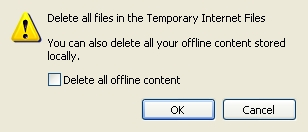 Delete all files in the Temporary Internet Files
You can also delete all your offline content stored
locally.
Delete all offline content
OK
Cancel